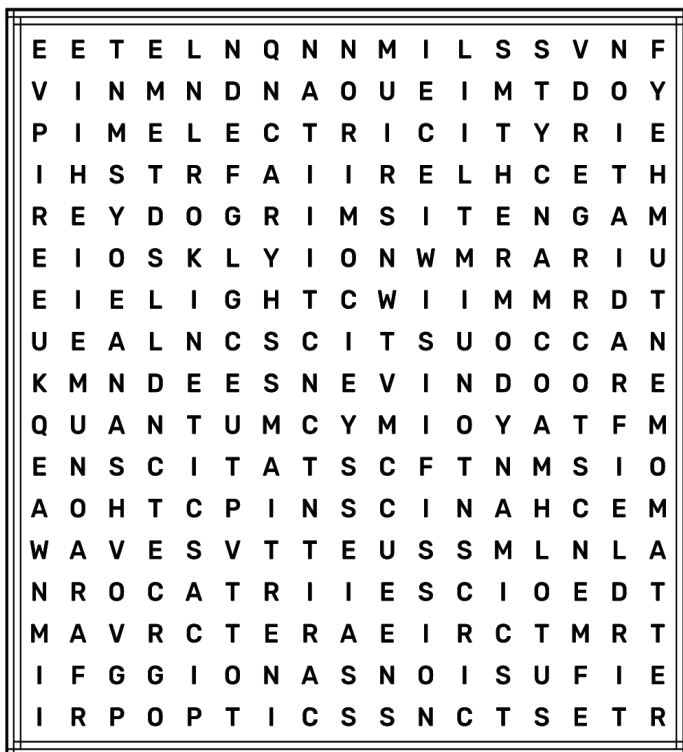 E E T E L N Q N N M I L S S V N F
V I N M N D N A O U E I M T D O Y
P I M E L E C T R I C I T Y R I E
I H S T R F A I I R E L H C E T H
R E Y D O G R I M S I T E N G A M
E I O S K L Y I O N W M R A R I U
E I E L I G H T C W I I M M R D T
U E A L N C S C I T S U O C C A N
K M N D E E S N E V I N D O O R E
Q U A N T U M C Y M I O Y A T F M
E N S C I T A T S C F T N M S I O
A O H T C P I N S C I N A H C E M
W A V E S V T T E U S S M L N L A
N R O C A T R I I E S C I O E D T
M A V R C T E R A E I R C T M R T
I F G G I O N A S N O I S U F I E
I R P O P T I C S S N C T S E T R